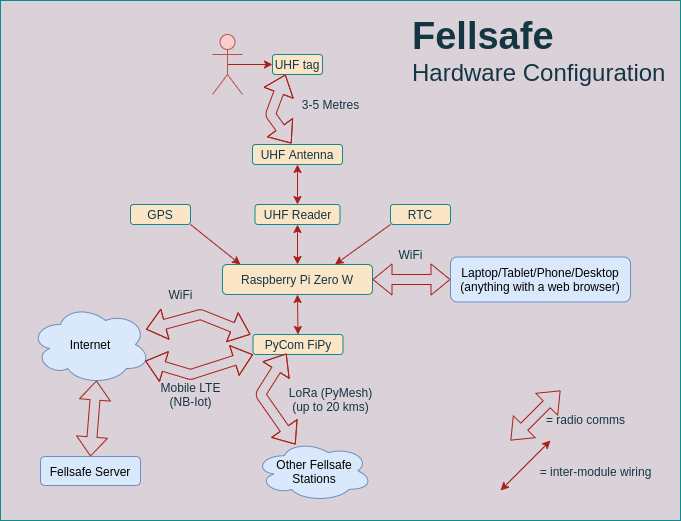 Fellsafe
Hardware Configuration
UHF tag
3-5 Metres
UHF Antenna
GPS
UHF Reader
RTC
WiFi
Raspberry Pi Zero W
Laptop/Tablet/Phone/Desktop
(anything with a web browser)
WiFi
Internet
PyCom FiPy
Mobile LTE
(NB-Iot)
LoRa (PyMesh)
(up to 20 kms)
= radio comms
Fellsafe Server
Other Fellsafe
Stations
= inter-module wiring